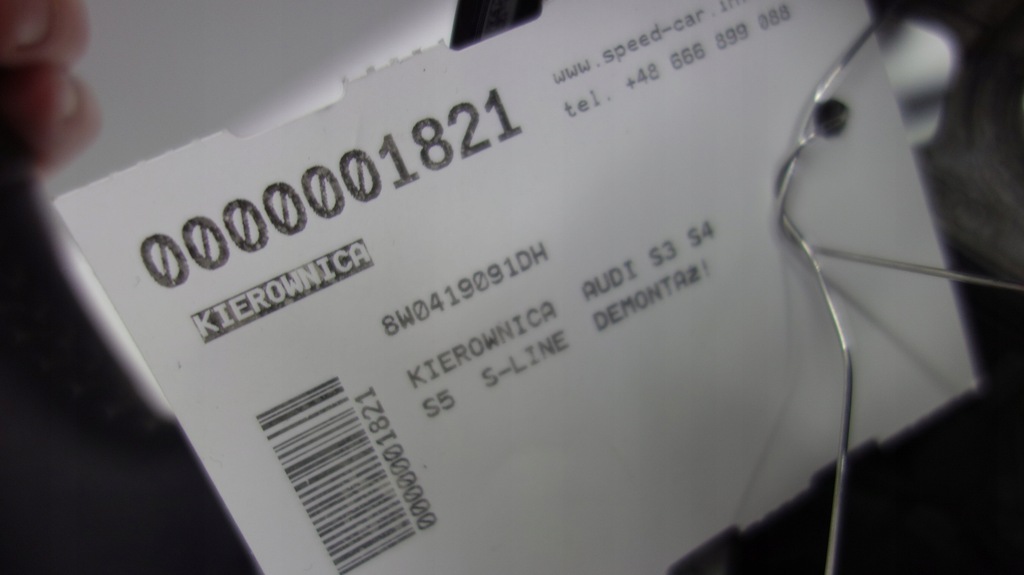 www.speed-car.in
tel. +48 666 899 088
0000001821
KIEROWNICA
8W0419091DH
KIEROWNICA AUDI S3 S4
S5 S-LINE DEMONTAż!
0000001821